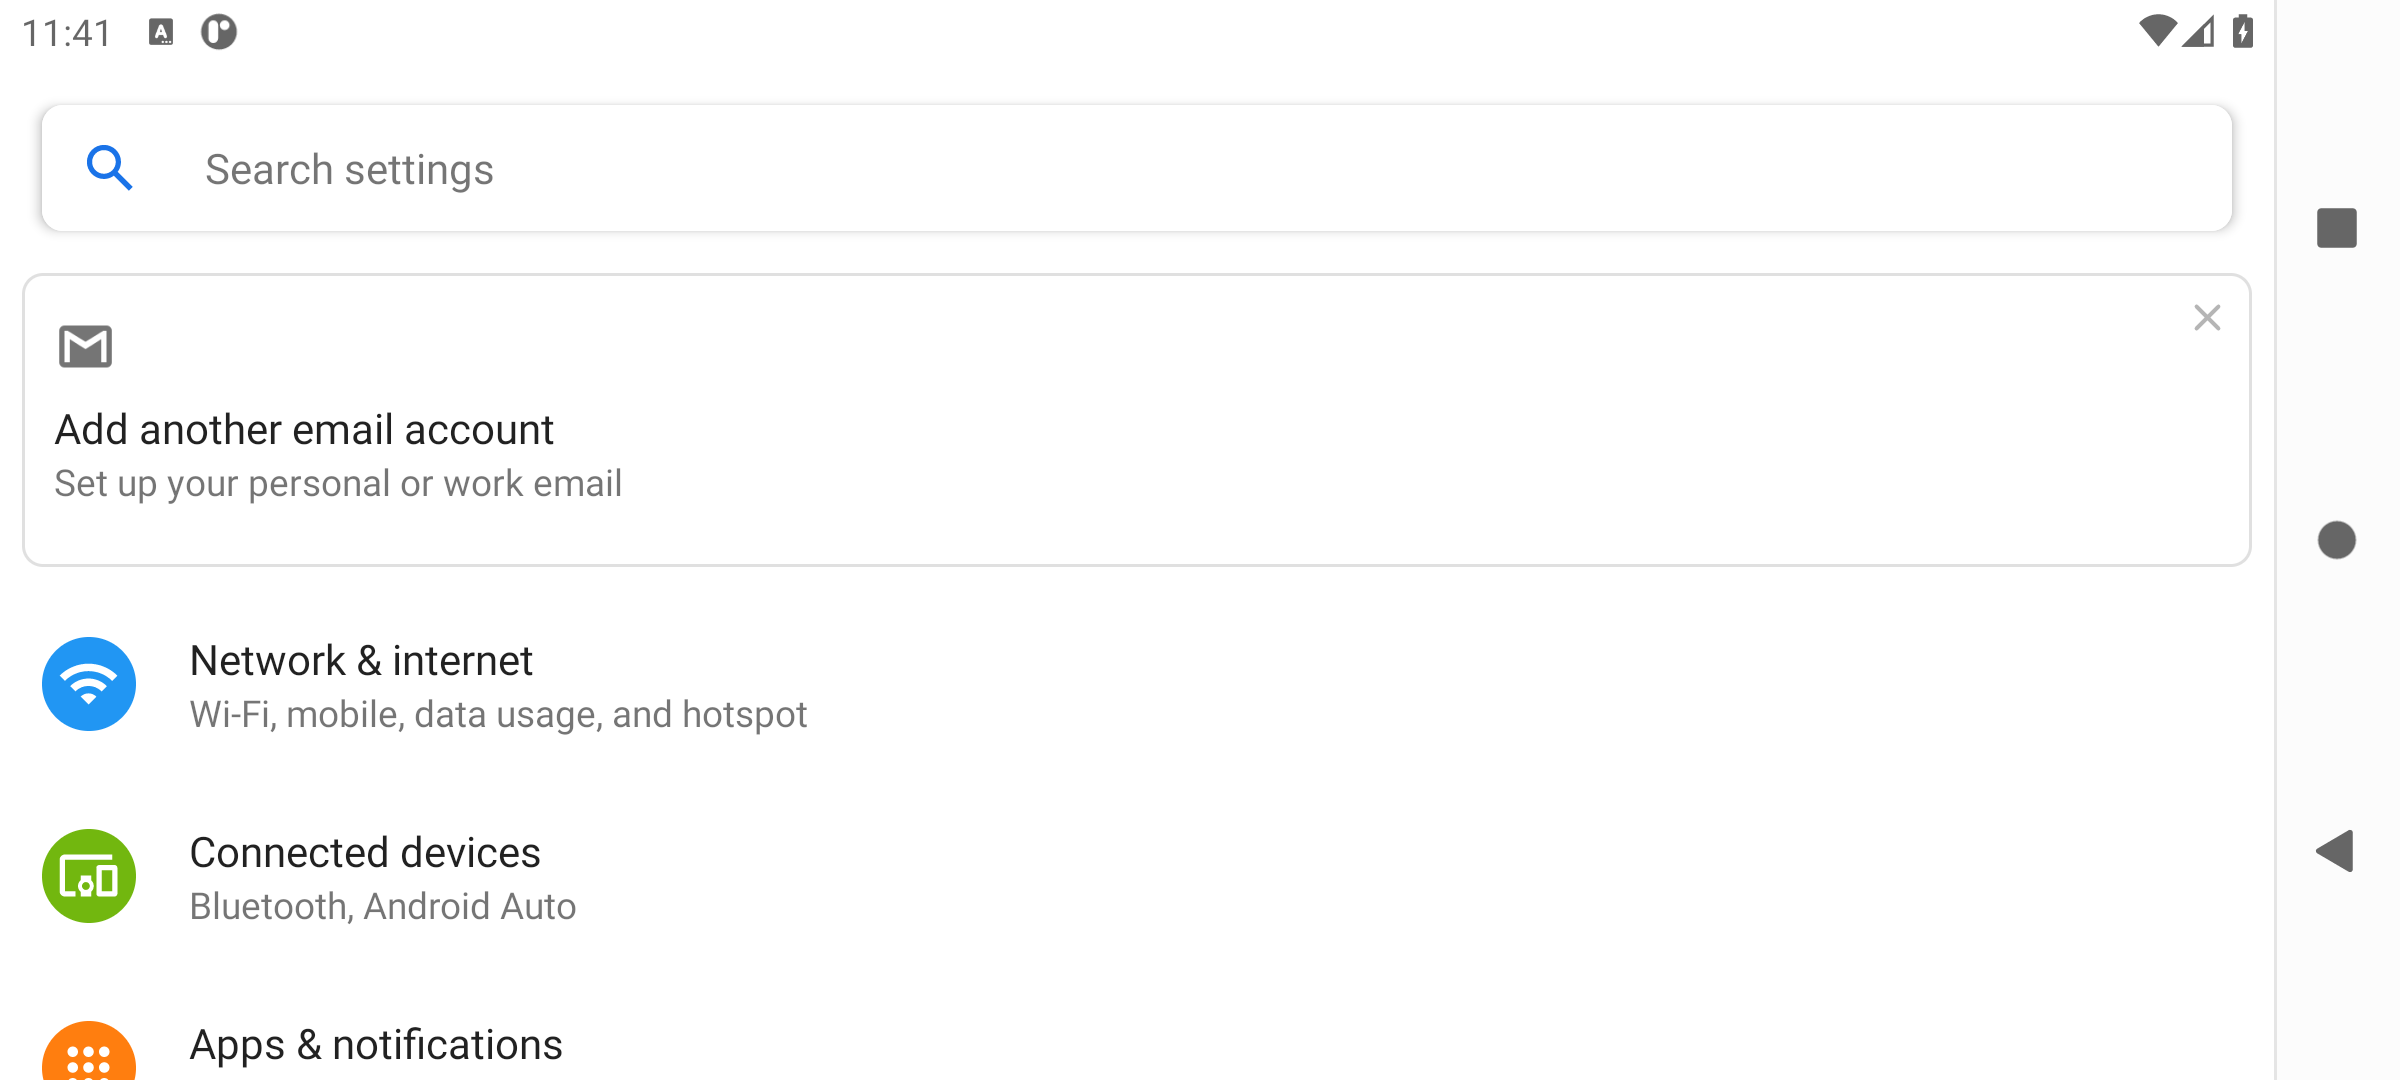 11:41
Search settings
Add another email account
Set up your personal or work email
Network & internet
Wi-Fi, mobile, data usage, and hotspot
Connected devices
Bluetooth, Android Auto
Apps & notifications